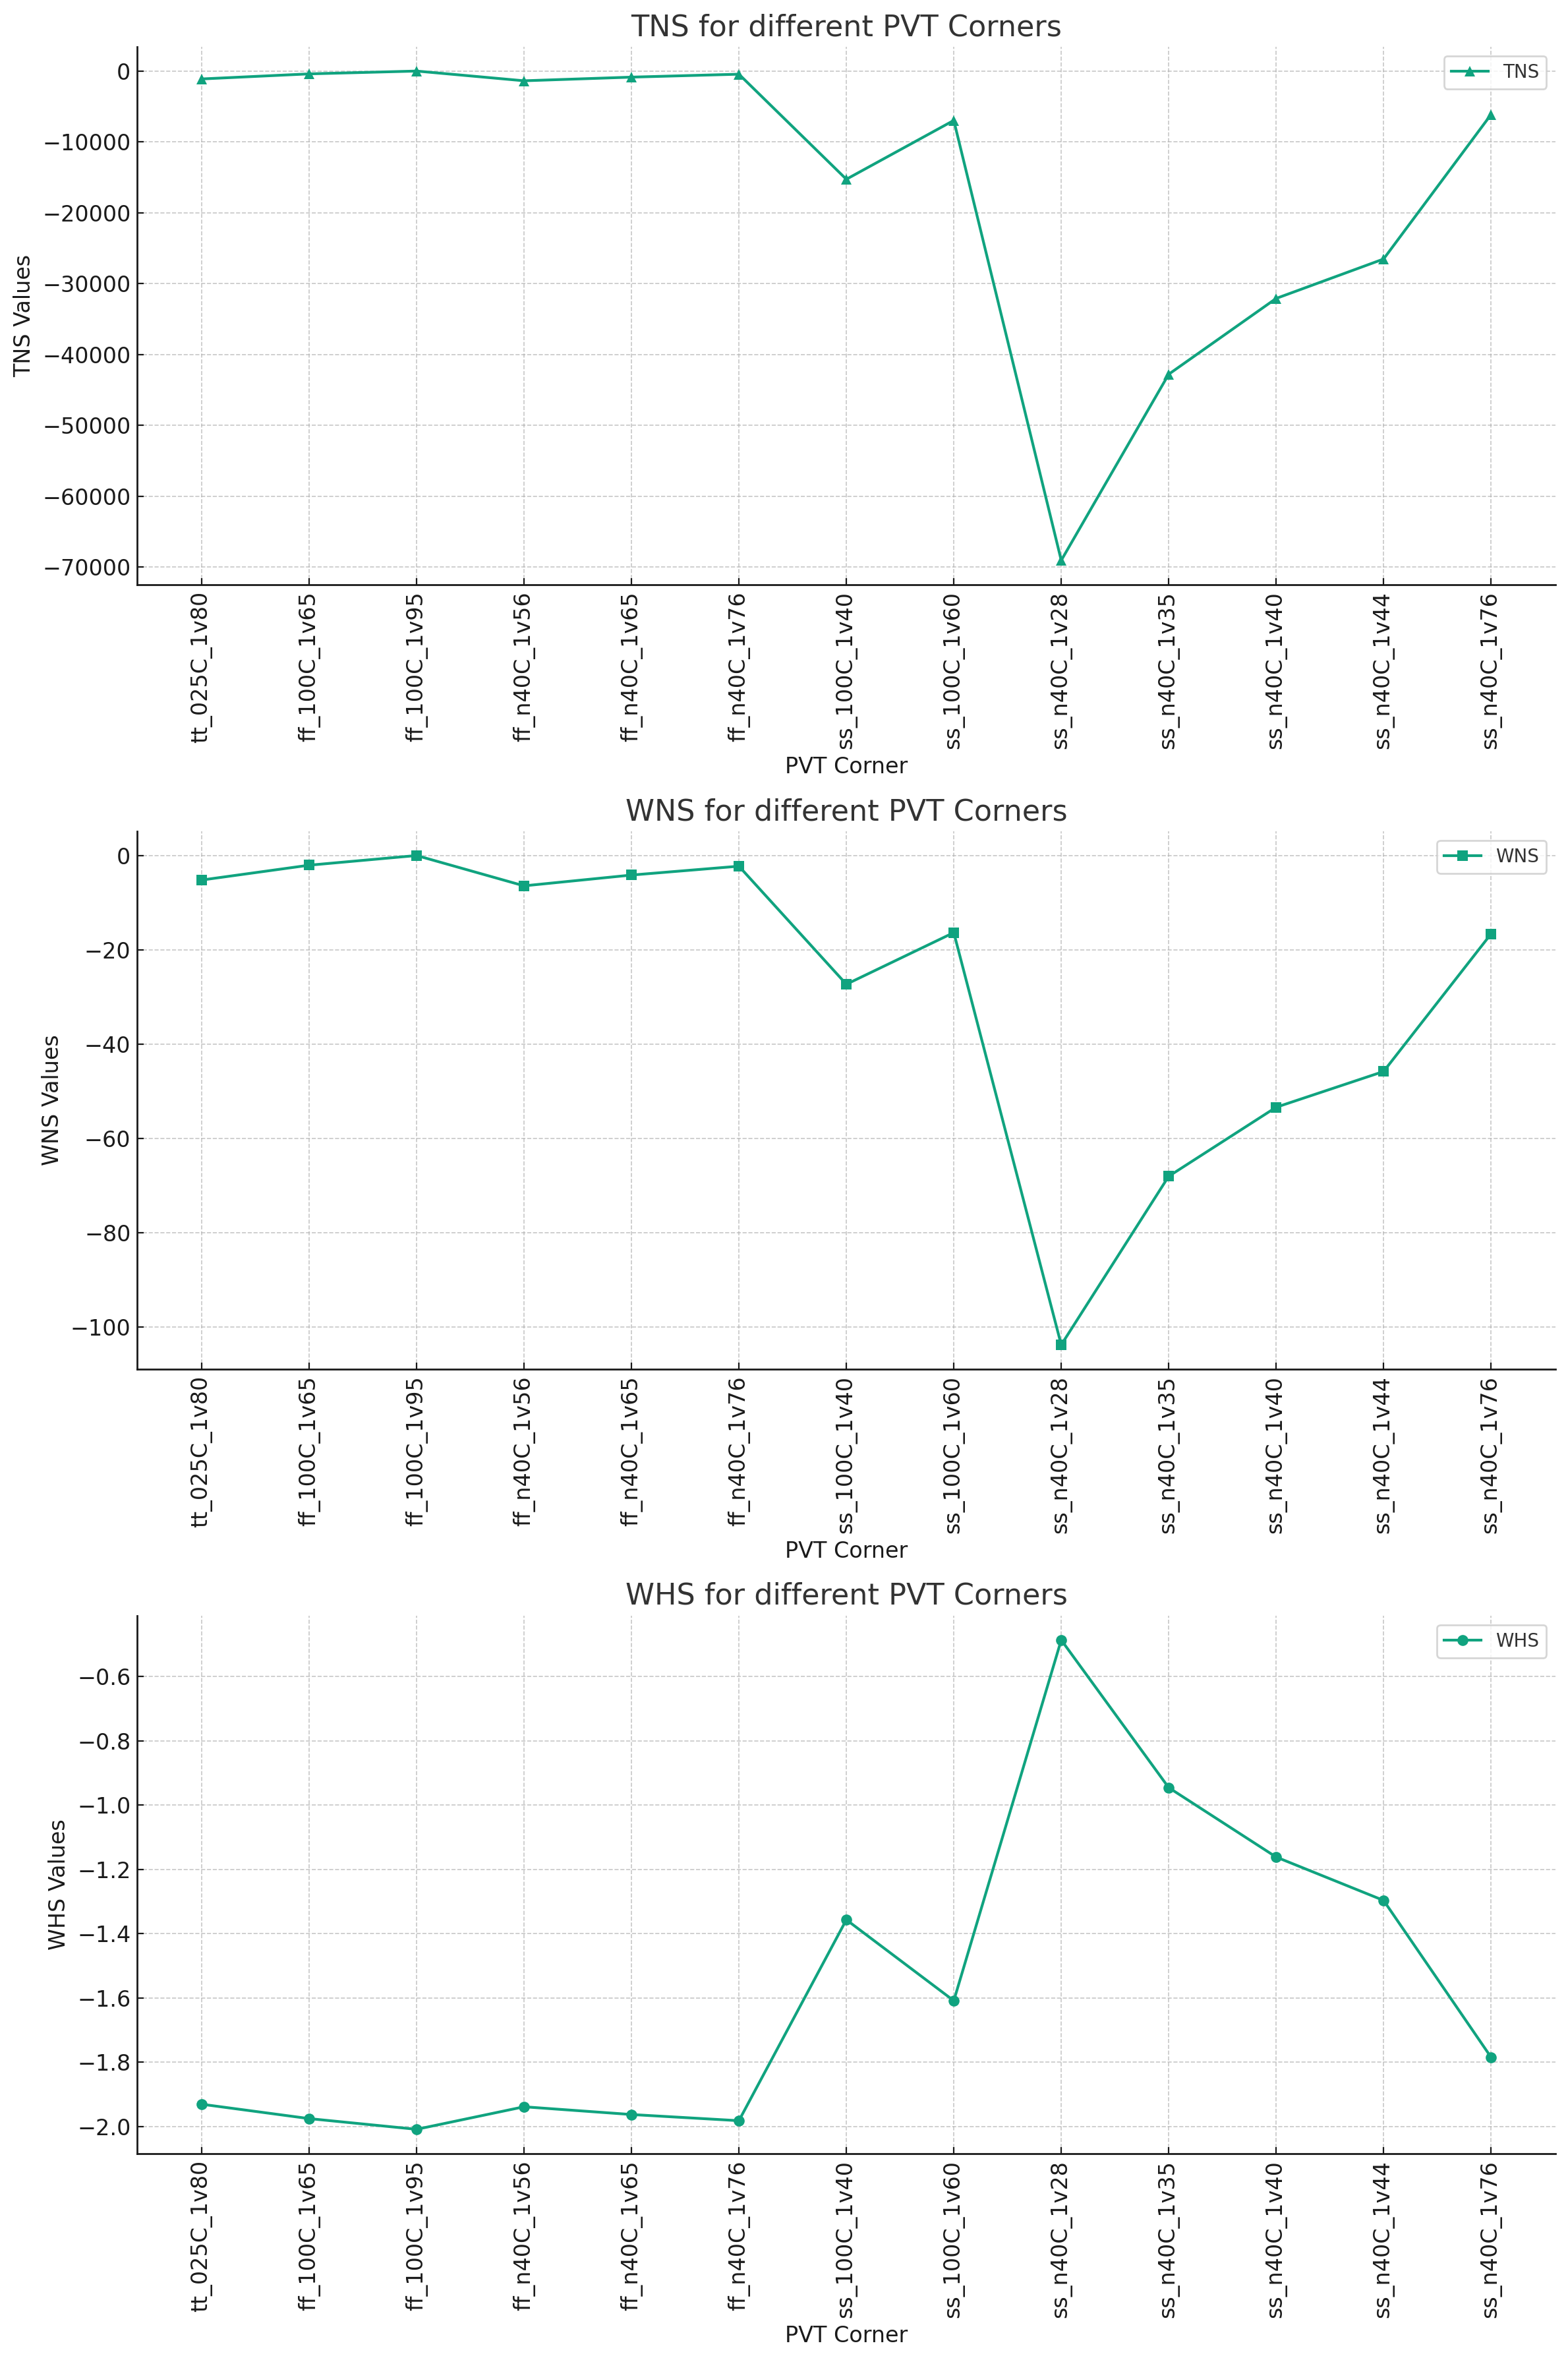 TNS for different PVT Corners
TNS
TNS Values
0
−10000
−20000
−30000
−40000
−50000
−60000
−70000
tt_025C_1v80
ff_100C_1v65
ff_100C_1v95
ff_n40C_1v56
ff_n40C_1v65
ff_n40C_1v76
ss_100C_1v40
ss_100C_1v60
ss_n40C_1v28
ss_n40C_1v35
ss_n40C_1v40
ss_n40C_1v44
ss_n40C_1v76
PVT Corner
WNS for different PVT Corners
WNS
WNS Values
0
−20
−40
−60
−80
−100
tt_025C_1v80
ff_100C_1v65
ff_100C_1v95
ff_n40C_1v56
ff_n40C_1v65
ff_n40C_1v76
ss_100C_1v40
ss_100C_1v60
ss_n40C_1v28
ss_n40C_1v35
ss_n40C_1v40
ss_n40C_1v44
ss_n40C_1v76
PVT Corner
WHS for different PVT Corners
WHS
WHS Values
−0.6
−0.8
−1.0
−1.2
−1.4
−1.6
−1.8
−2.0
tt_025C_1v80
ff_100C_1v65
ff_100C_1v95
ff_n40C_1v56
ff_n40C_1v65
ff_n40C_1v76
ss_100C_1v40
ss_100C_1v60
ss_n40C_1v28
ss_n40C_1v35
ss_n40C_1v40
ss_n40C_1v44
ss_n40C_1v76
PVT Corner